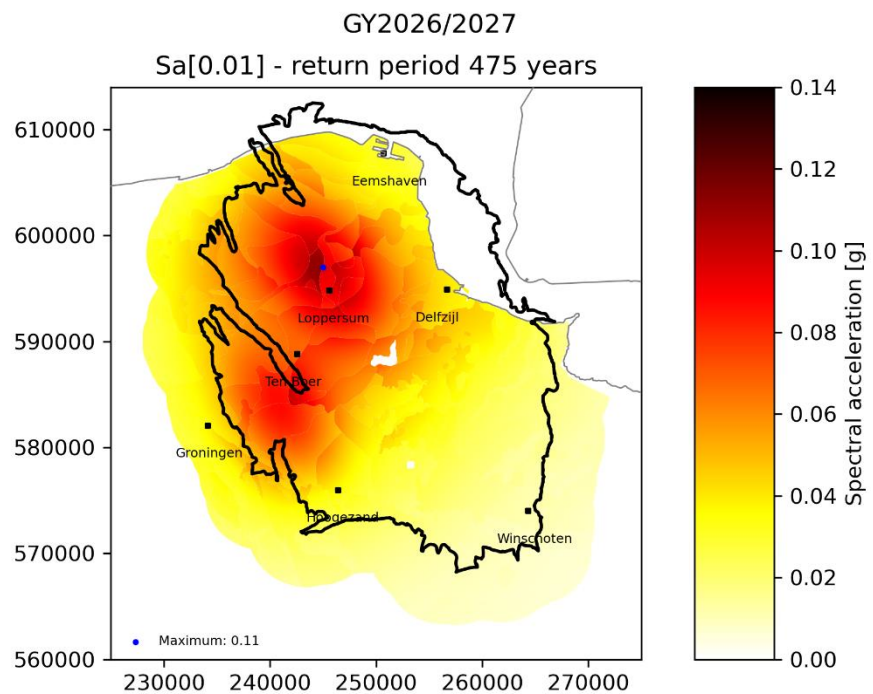 GY2026/2027
Sa[0.01] - return period 475 years
610000
600000
590000
580000
570000
560000
230000
240000
250000
260000
270000
Eemshaven
Loppersum
Delfzijl
Ten Boer
Groningen
Hoogezand
Winschoten
Maximum: 0.11
0.14
0.12
0.10
0.08
0.06
0.04
0.02
0.00
Spectral acceleration [g]